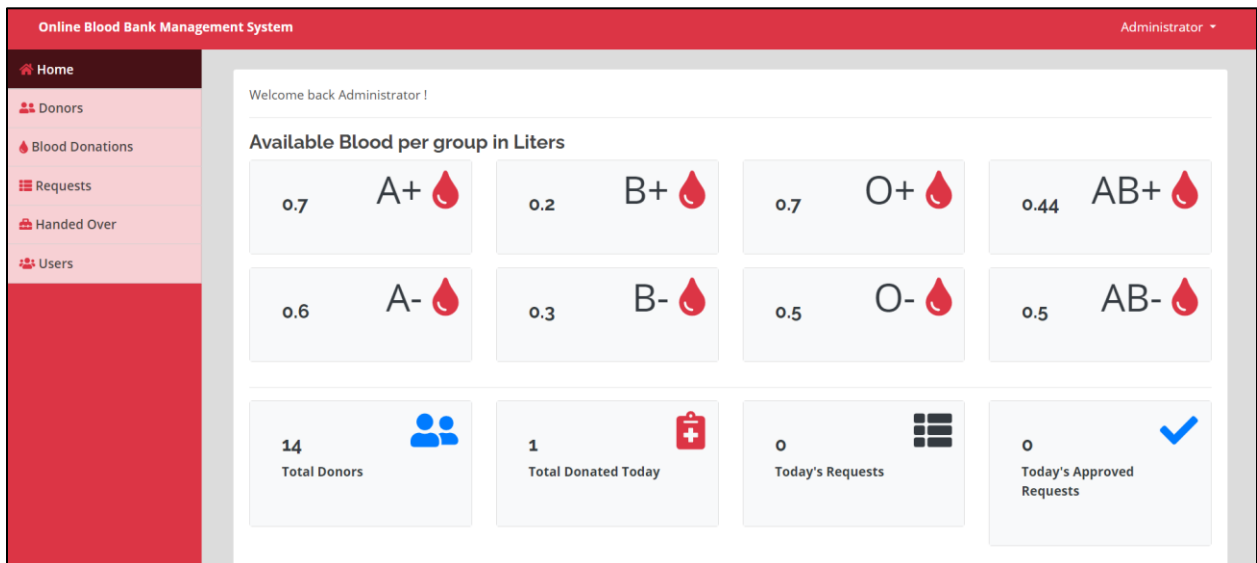 Online Blood Bank Management System
Administrator
Home
Donors
Blood Donations
Requests
Handed Over
Users
Welcome back Administrator !
Available Blood per group in Liters
0.7 A+
0.2 B+
0.7 O+
0.44 AB+
0.6 A-
0.3 B-
0.5 O-
0.5 AB-
14
Total Donors
1
Total Donated Today
0
Today's Requests
0
Today's Approved
Requests